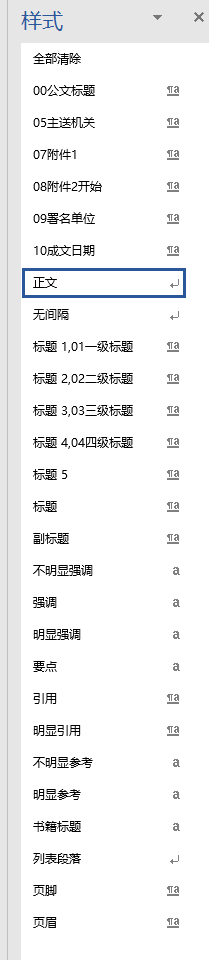 样式
全部清除
00公文标题
05主送机关
07附件1
08附件2开始
09署名单位
10成文日期
正文
无间隔
标题 1,01一级标题
标题 2,02二级标题
标题 3,03三级标题
标题 4,04四级标题
标题 5
标题
副标题
不明显强调 a
强调 a
明显强调 a
要点 a
引用
明显引用
不明显参考 a
明显参考 a
书籍标题 a
列表段落
页脚
页眉